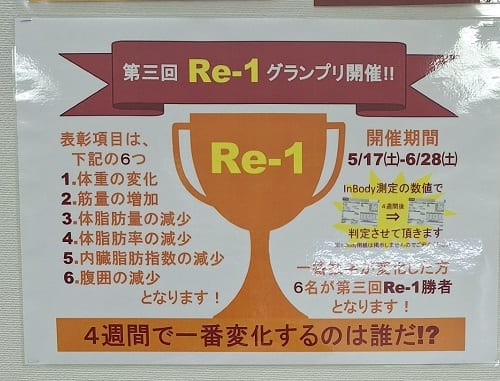 第三回 Re-1 グランプリ開催!!
Re-1
表彰項目は、
下記の6つ
1.体重の変化
2.筋量の増加
3.体脂肪量の減少
4.体脂肪率の減少
5.内臓脂肪指数の減少
6.腹囲の減少
となります！
開催期間
5/17(土)-6/28(土)
InBody測定の数値で
4週間後
⇒
判定させて頂きます
一番数字が変化した方
6名が第三回Re-1勝者
となります！
4週間で一番変化するのは誰だ!?